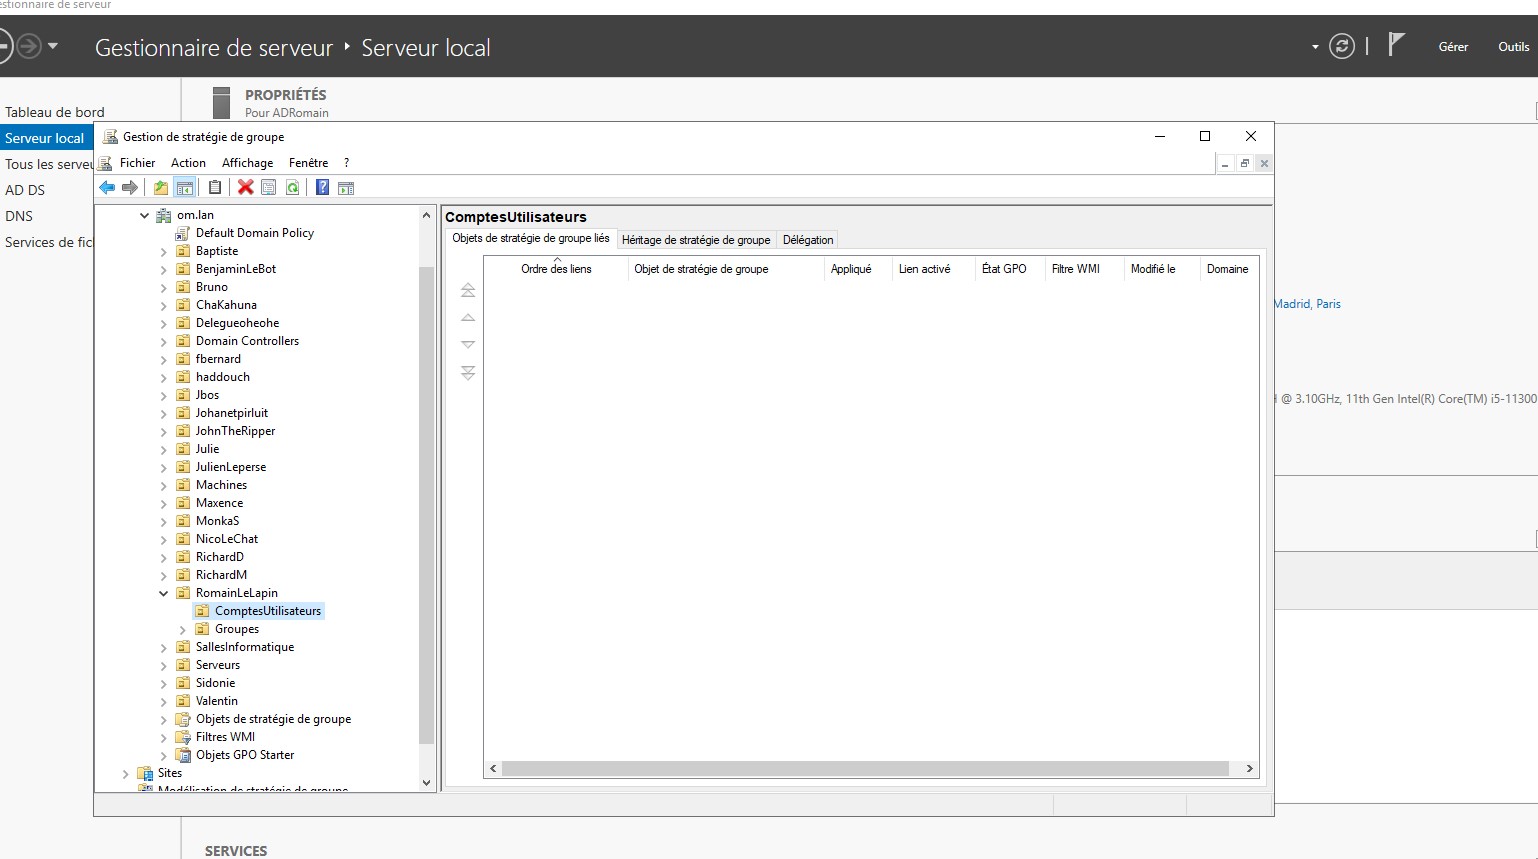 estionnaire de serveur
Gestionnaire de serveur ‣ Serveur local
Gérer Outils
Tableau de bord
Serveur local
Tous les serveu
AD DS
DNS
Services de fic
PROPRIÉTÉS
Pour ADRomain
Gestion de stratégie de groupe
Fichier Action Affichage Fenêtre ?
om.lan
Default Domain Policy
Baptiste
BenjaminLeBot
Bruno
ChaKahuna
Delegueoheohe
Domain Controllers
fbernard
haddouch
Jbos
Johanetpirluit
JohnTheRipper
Julie
JulienLeperse
Machines
Maxence
MonkaS
NicoLeChat
RichardD
RichardM
RomainLeLapin
ComptesUtilisateurs
Groupes
SallesInformatique
Serveurs
Sidonie
Valentin
Objets de stratégie de groupe
Filtres WMI
Objets GPO Starter
Sites
Modélisation de stratégie de groupe
ComptesUtilisateurs
Objets de stratégie de groupe liés Héritage de stratégie de groupe Délégation
Ordre des liens Objet de stratégie de groupe Appliqué Lien activé État GPO Filtre WMI Modifié le Domaine
Madrid, Paris
@ 3.10GHz, 11th Gen Intel(R) Core(TM) i5-11300
SERVICES